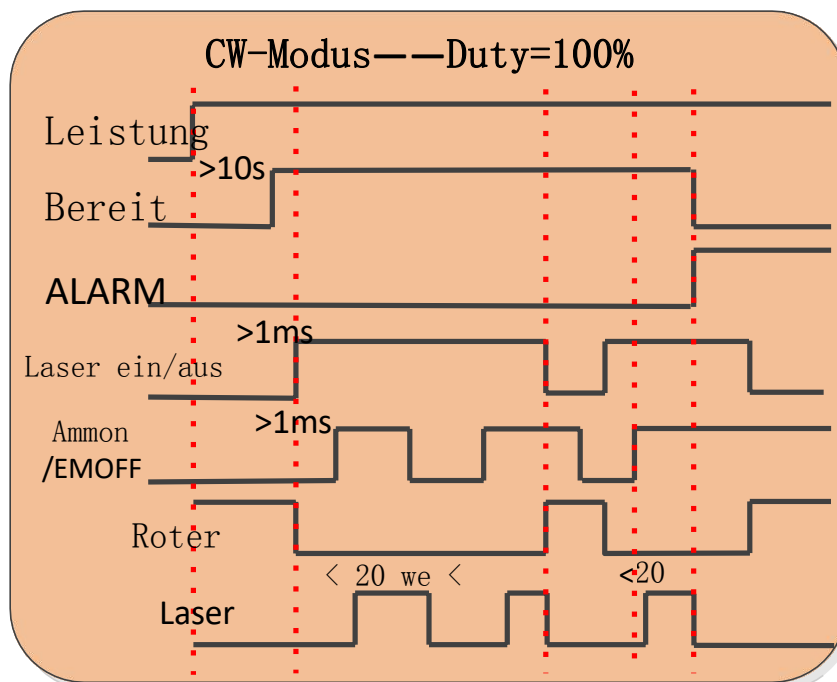 CW-Modus——Duty=100%
Leistung
>10s
Bereit
ALARM
>1ms
Laser ein/aus
>1ms
Ammon
/EMOFF
Roter
< 20 we <
<20
Laser